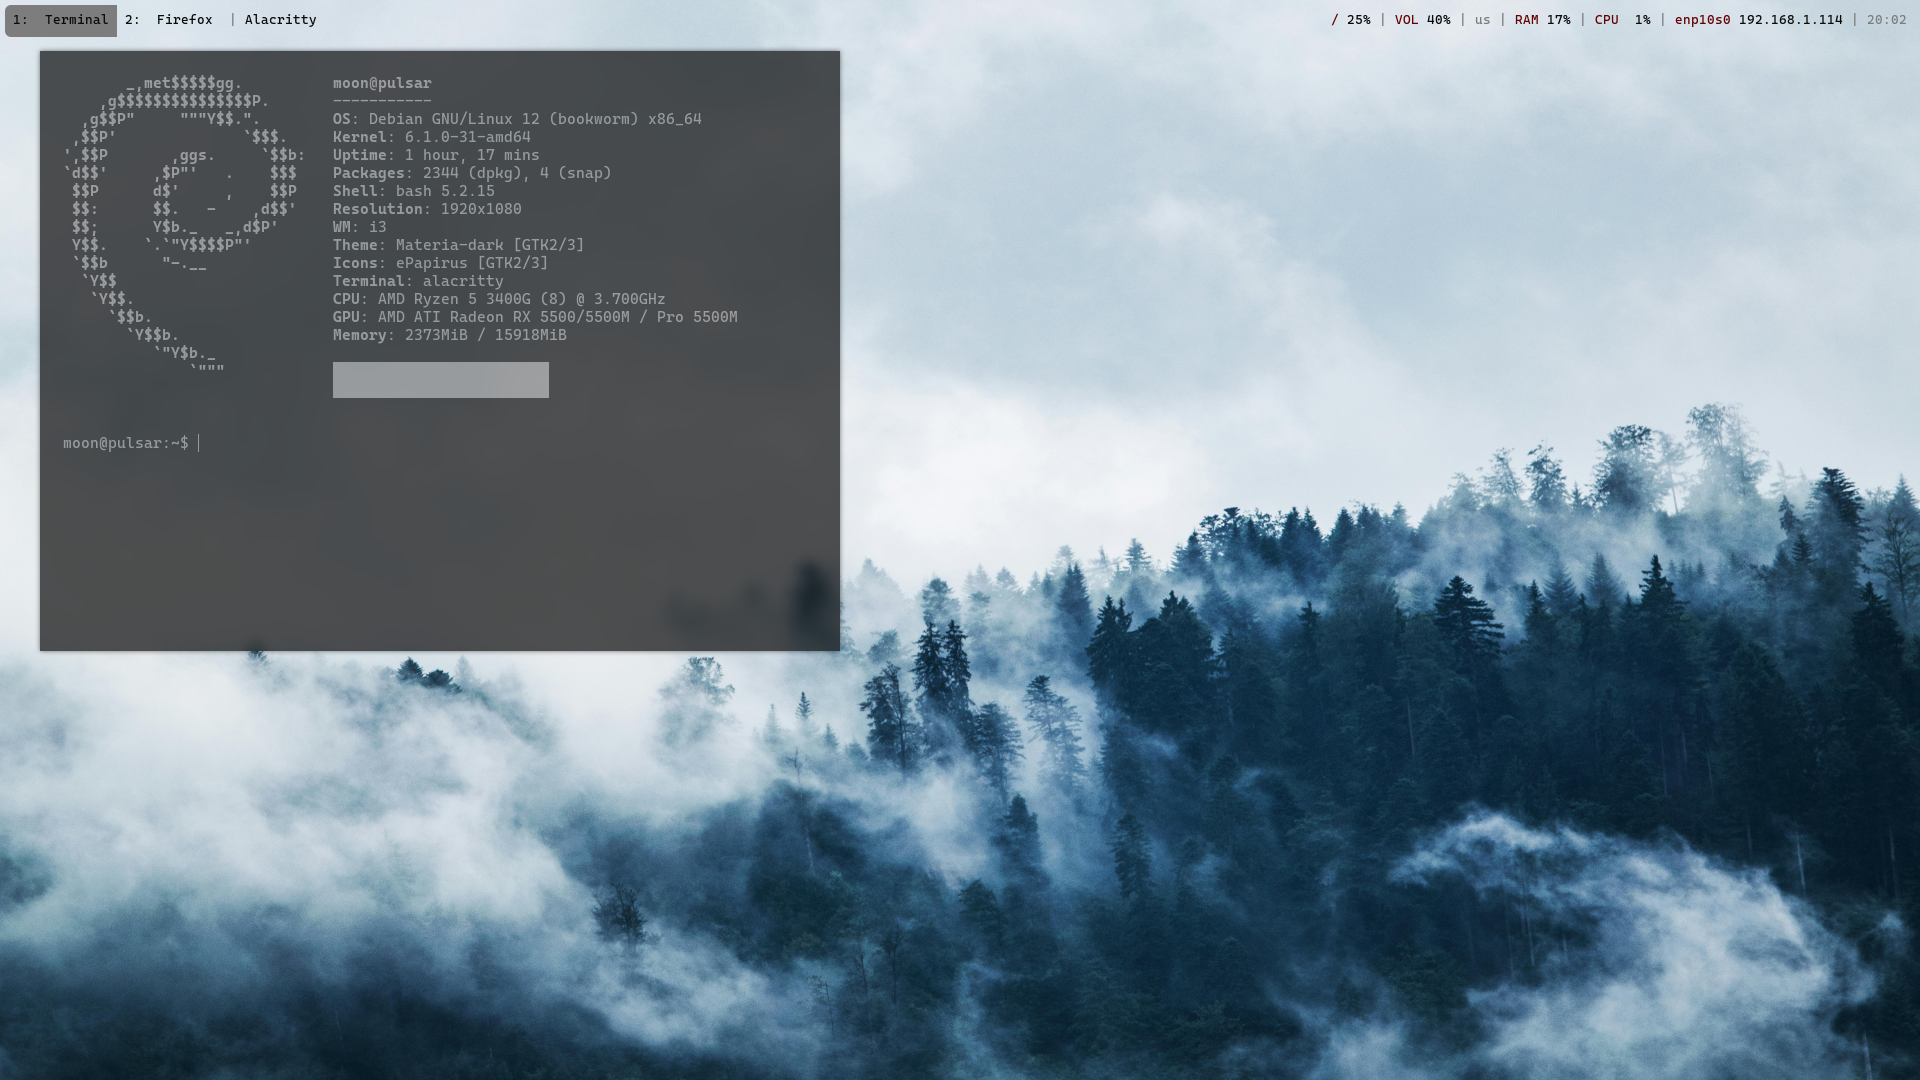 1:  Terminal 2:  Firefox  | Alacritty / 25% | VOL 40% | us | RAM 17% | CPU  1% | enp10s0 192.168.1.114 | 20:02
       _,met$$$$$gg.          moon@pulsar
    ,g$$$$$$$$$$$$$$$P.       -----------
  ,g$$P"     """Y$$.".        OS: Debian GNU/Linux 12 (bookworm) x86_64
 ,$$P'              `$$$.     Kernel: 6.1.0-31-amd64
',$$P       ,ggs.     `$$b:   Uptime: 1 hour, 17 mins
`d$$'     ,$P"'   .    $$$    Packages: 2344 (dpkg), 4 (snap)
 $$P      d$'     ,    $$P    Shell: bash 5.2.15
 $$:      $$.   -    ,d$$'    Resolution: 1920x1080
 $$;      Y$b._   _,d$P'      WM: i3
 Y$$.    `.`"Y$$$$P"'         Theme: Materia-dark [GTK2/3]
 `$$b      "-.__              Icons: ePapirus [GTK2/3]
  `Y$$                        Terminal: alacritty
   `Y$$.                      CPU: AMD Ryzen 5 3400G (8) @ 3.700GHz
     `$$b.                    GPU: AMD ATI Radeon RX 5500/5500M / Pro 5500M
       `Y$$b.                 Memory: 2373MiB / 15918MiB
          `"Y$b._
              `"""
moon@pulsar:~$